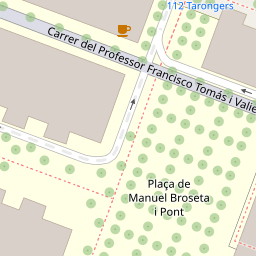 112 Tarongers
Carrer del Professor Francisco Tomás i Valie
Plaça de
Manuel Broseta
i Pont